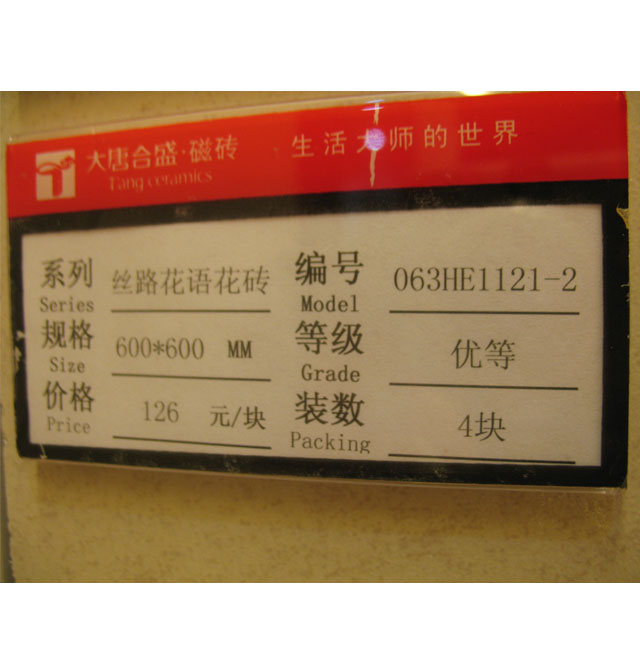 大唐合盛·磁砖 生活大师的世界
Tang ceramics
系列 丝路花语花砖 编号 063HE1121-2
Series Model
规格 600*600 MM 等级 优等
Size Grade
价格 126 元/块 装数 4块
Price Packing